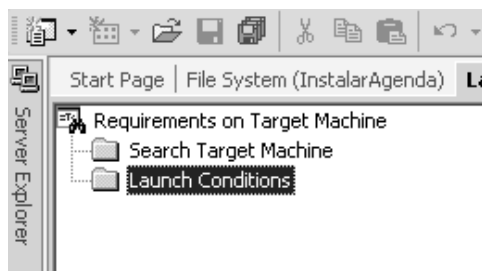 Start Page File System (InstalarAgenda)
Server Explorer
Requirements on Target Machine
Search Target Machine
Launch Conditions